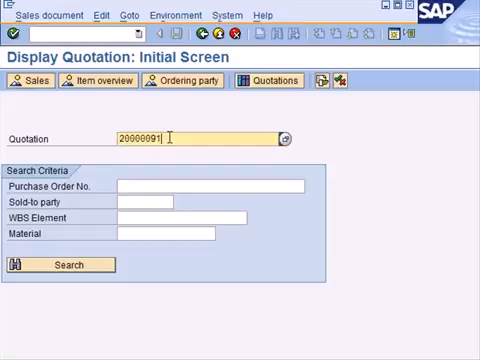 Sales document Edit Goto Environment System Help
SAP
Display Quotation: Initial Screen
Sales Item overview Ordering party Quotations
Quotation 20000091
Search Criteria
Purchase Order No.
Sold-to party
WBS Element
Material
Search